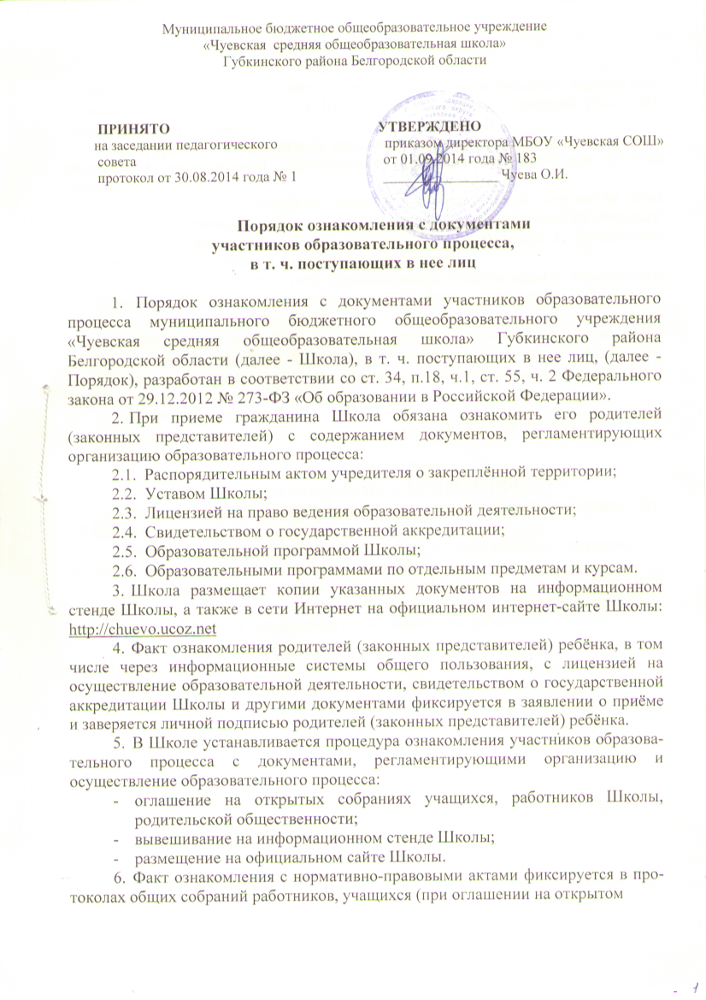 Муниципальное бюджетное общеобразовательное учреждение
«Чуевская средняя общеобразовательная школа»
Губкинского района Белгородской области
ПРИНЯТО
на заседании педагогического
совета
протокол от 30.08.2014 года № 1
УТВЕРЖДЕНО
приказом директора МБОУ «Чуевская СОШ»
от 01.09.2014 года № 183
_______________ Чуева О.И.
Порядок ознакомления с документами
участников образовательного процесса,
в т. ч. поступающих в нее лиц
1. Порядок ознакомления с документами участников образовательного
процесса муниципального бюджетного общеобразовательного учреждения
«Чуевская средняя общеобразовательная школа» Губкинского района
Белгородской области (далее - Школа), в т. ч. поступающих в нее лиц, (далее -
Порядок), разработан в соответствии со ст. 34, п.18, ч.1, ст. 55, ч. 2 Федерального
закона от 29.12.2012 № 273-ФЗ «Об образовании в Российской Федерации».
2. При приеме гражданина Школа обязана ознакомить его родителей
(законных представителей) с содержанием документов, регламентирующих
организацию образовательного процесса:
2.1. Распорядительным актом учредителя о закреплённой территории;
2.2. Уставом Школы;
2.3. Лицензией на право ведения образовательной деятельности;
2.4. Свидетельством о государственной аккредитации;
2.5. Образовательной программой Школы;
2.6. Образовательными программами по отдельным предметам и курсам.
3. Школа размещает копии указанных документов на информационном
стенде Школы, а также в сети Интернет на официальном интернет-сайте Школы:
http://chuevo.ucoz.net
4. Факт ознакомления родителей (законных представителей) ребёнка, в том
числе через информационные системы общего пользования, с лицензией на
осуществление образовательной деятельности, свидетельством о государственной
аккредитации Школы и другими документами фиксируется в заявлении о приёме
и заверяется личной подписью родителей (законных представителей) ребёнка.
5. В Школе устанавливается процедура ознакомления участников образова-
тельного процесса с документами, регламентирующими организацию и
осуществление образовательного процесса:
- оглашение на открытых собраниях учащихся, работников Школы,
родительской общественности;
- вывешивание на информационном стенде Школы;
- размещение на официальном сайте Школы.
6. Факт ознакомления с нормативно-правовыми актами фиксируется в про-
токолах общих собраний работников, учащихся (при оглашении на открытом
1